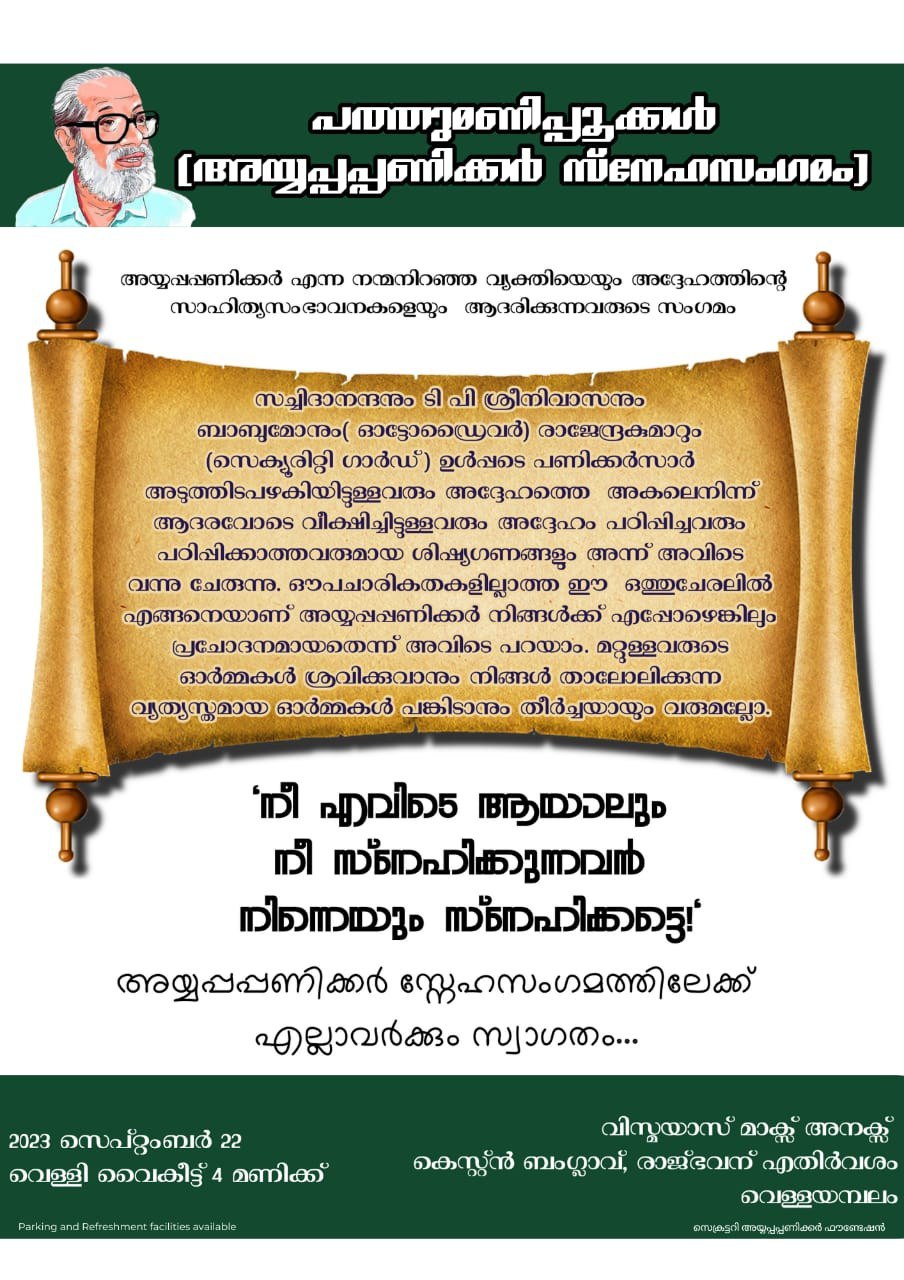 പത്തുമണിപ്പൂക്കൾ
(അയ്യപ്പപ്പണിക്കർ സ്നേഹസംഗമം)
അയ്യപ്പപ്പണിക്കർ എന്ന നന്മനിറഞ്ഞ വ്യക്തിയെയും അദ്ദേഹത്തിന്റെ
സാഹിത്യസംഭാവനകളെയും ആദരിക്കുന്നവരുടെ സംഗമം
സച്ചിദാനന്ദനും ടി പി ശ്രീനിവാസനും
ബാബുമോനും( ഓട്ടോഡ്രൈവർ) രാജേന്ദ്രകുമാറും
(സെക്യൂരിറ്റി ഗാർഡ് ) ഉൾപ്പടെ പണിക്കർസാർ
അടുത്തിടപഴകിയിട്ടുള്ളവരും അദ്ദേഹത്തെ അകലെനിന്ന്
ആദരവോടെ വീക്ഷിച്ചിട്ടുള്ളവരും അദ്ദേഹം പഠിപ്പിച്ചവരും
പഠിപ്പിക്കാത്തവരുമായ ശിഷ്യഗണങ്ങളും അന്ന് അവിടെ
വന്നു ചേരുന്നു. ഔപചാരികതകളില്ലാത്ത ഈ ഒത്തുചേരലിൽ
എങ്ങനെയാണ് അയ്യപ്പപ്പണിക്കർ നിങ്ങൾക്ക് എപ്പോഴെങ്കിലും
പ്രചോദനമായതെന്ന് അവിടെ പറയാം. മറ്റുള്ളവരുടെ
ഓർമ്മകൾ ശ്രവിക്കുവാനും നിങ്ങൾ താലോലിക്കുന്ന
വ്യത്യസ്തമായ ഓർമ്മകൾ പങ്കിടാനും തീർച്ചയായും വരുമല്ലോ.
‘നീ എവിടെ ആയാലും
നീ സ്നേഹിക്കുന്നവൻ
നിന്നെയും സ്നേഹിക്കട്ടെ!‘
അയ്യപ്പപ്പണിക്കർ സ്നേഹസംഗമത്തിലേക്ക്
എല്ലാവർക്കും സ്വാഗതം...
2023 സെപ്റ്റംബർ 22
വെള്ളി വൈകീട്ട് 4 മണിക്ക്
വിസ്മയാസ് മാക്സ് അനക്സ്
കെസ്റ്റൻ ബംഗ്ലാവ്, രാജ്ഭവന് എതിർവശം
വെള്ളയമ്പലം
Parking and Refreshment facilities available
സെക്രട്ടറി അയ്യപ്പപ്പണിക്കർ ഫൗണ്ടേഷൻ